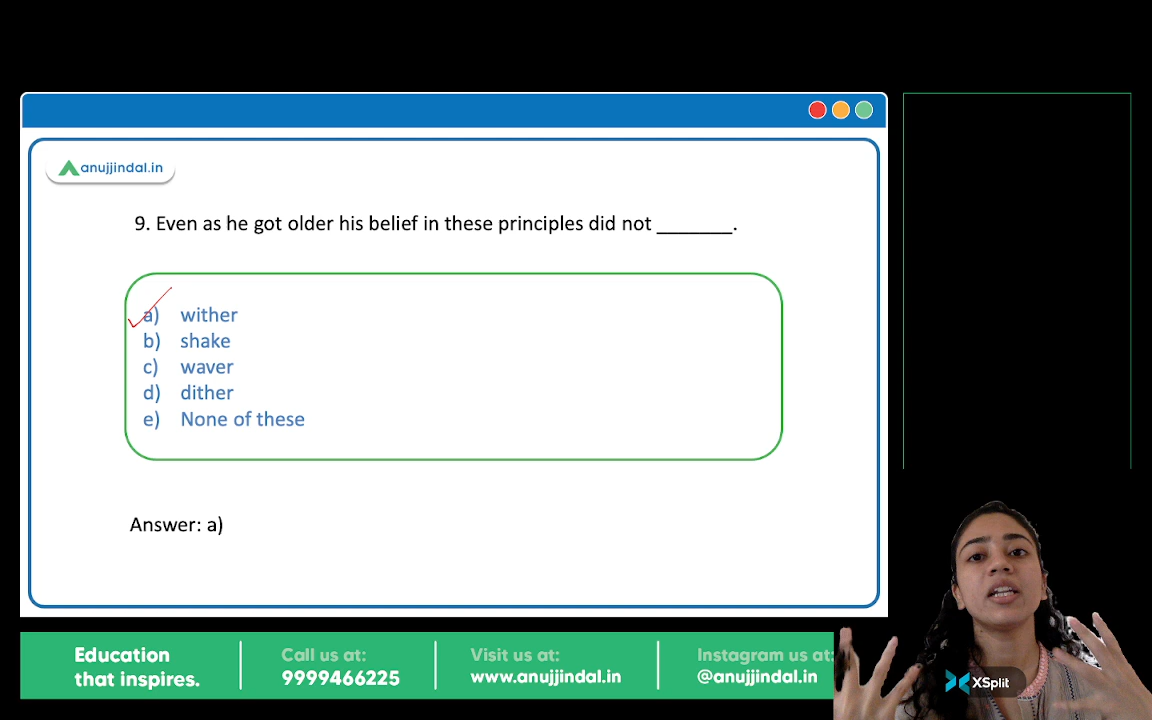 anujjindal.in
9. Even as he got older his belief in these principles did not _______.
a) wither
b) shake
c) waver
d) dither
e) None of these
Answer: a)
Education
that inspires.
Call us at:
9999466225
Visit us at:
www.anujjindal.in
Instagram us at:
@anujjindal.in
XSplit